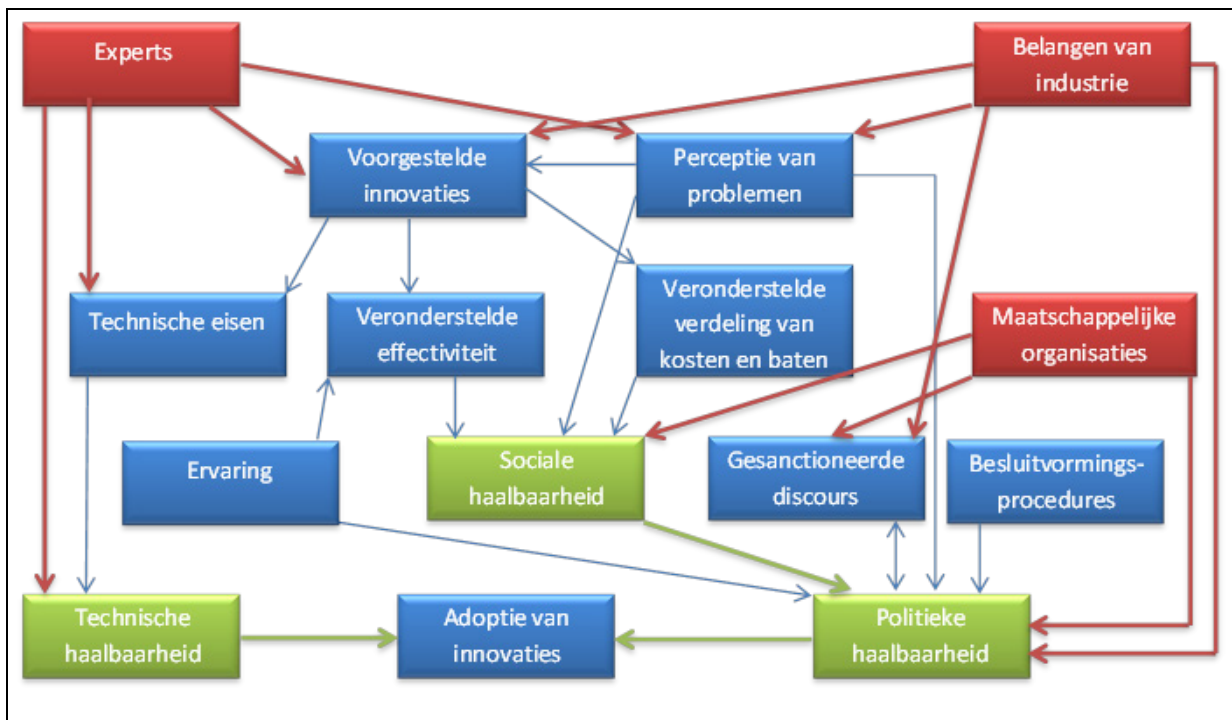 Experts
Belangen van
industrie
Voorgestelde
innovaties
Perceptie van
problemen
Technische eisen
Veronderstelde
effectiviteit
Veronderstelde
verdeling van
kosten en baten
Maatschappelijke
organisaties
Ervaring
Sociale
haalbaarheid
Gesanctioneerde
discours
Besluitvormings-
procedures
Technische
haalbaarheid
Adoptie van
innovaties
Politieke
haalbaarheid